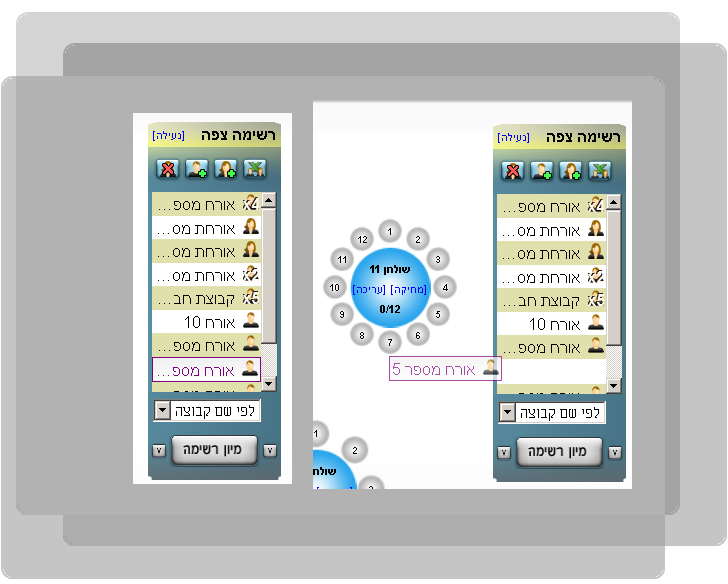 רשימה צפה [נעילה]
אורח מספ...
אורחת מס...
אורחת מס...
אורחת מס...
קבוצת חב...
אורח 10
אורח מספ...
אורח מספ...
לפי שם קבוצה
מיון רשימה
רשימה צפה [נעילה]
אורח מספ...
אורחת מס...
אורחת מס...
אורחת מס...
קבוצת חב...
אורח 10
אורח מספ...
לפי שם קבוצה
מיון רשימה
1
2
3
4
5
6
7
8
9
10
11
12
שולחן 11
[מחיקה] [עריכה]
0/12
אורח מספר 5
1
2
3